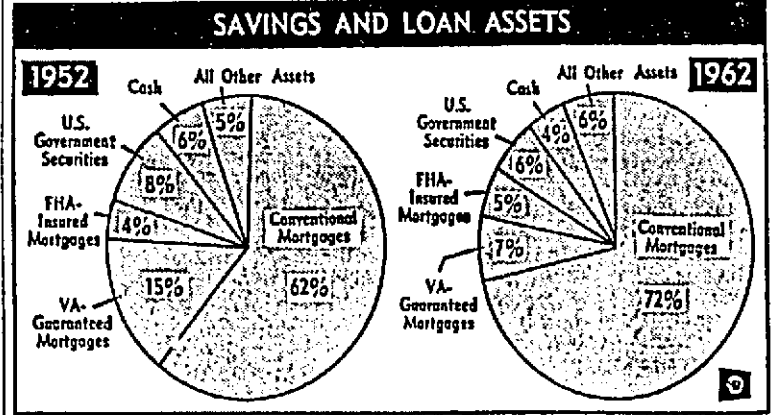 SAVINGS AND LOAN ASSETS
1952
Cash
All Other Assets
U.S.
Government
Securities
FHA-
Insured
Mortgages
VA-
Guaranteed
Mortgages
Conventional
Mortgages
5%
6%
8%
4%
15%
62%
1962
Cash
All Other Assets
U.S.
Government
Securities
FHA-
Insured
Mortgages
VA-
Guaranteed
Mortgages
Conventional
Mortgages
6%
4%
6%
5%
7%
72%